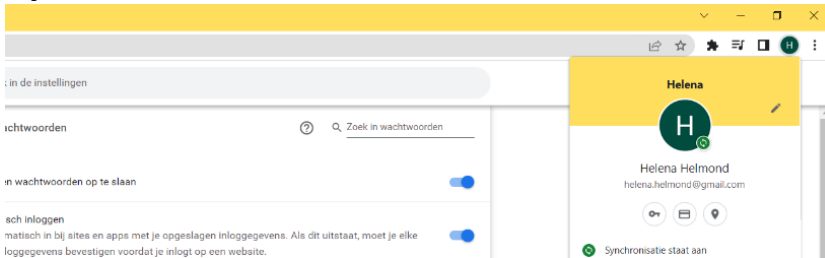 H
k in de instellingen
Helena
achtwoorden
Zoek in wachtwoorden
H
Helena Helmond
en wachtwoorden op te slaan
helena.helmond@gmail.com
sch inloggen
matisch in bij sites en apps met je opgeslagen inloggegevens. Als dit uitstaat, moet je elke
loggegevens bevestigen voordat je inlogt op een website.
Synchronisatie staat aan